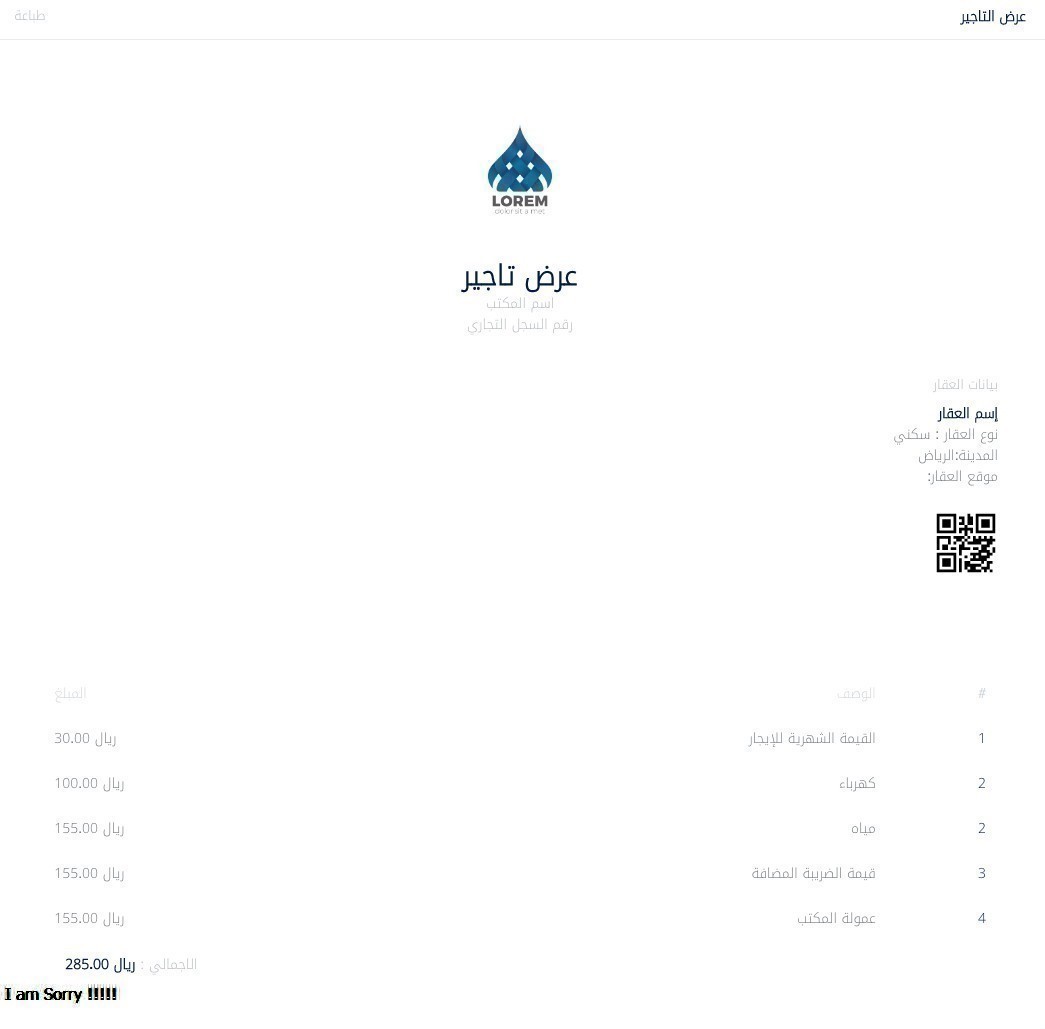 عرض التاجير
طباعة
LOREM
dolor sit a met
عرض تاجير
اسم المكتب
رقم السجل التجاري
بيانات العقار
إسم العقار
نوع العقار : سكني
المدينة:الرياض
موقع العقار:
# الوصف المبلغ
1 القيمة الشهرية للإيجار ريال 30.00
2 كهرباء ريال 100.00
2 مياه ريال 155.00
3 قيمة الضريبة المضافة ريال 155.00
4 عمولة المكتب ريال 155.00
الاجمالي : ريال 285.00
I am Sorry !!!!!